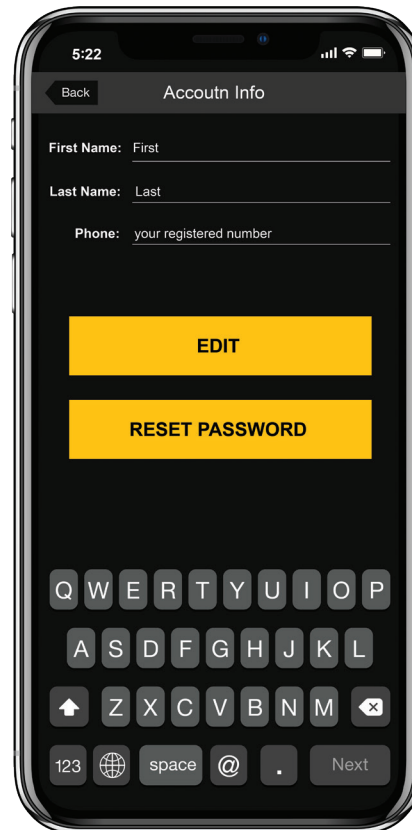 5:22
Back Accoutn Info
First Name: First
Last Name: Last
Phone: your registered number
EDIT
RESET PASSWORD
Q W E R T Y U I O P
A S D F G H J K L
Z X C V B N M
123 space @ . Next